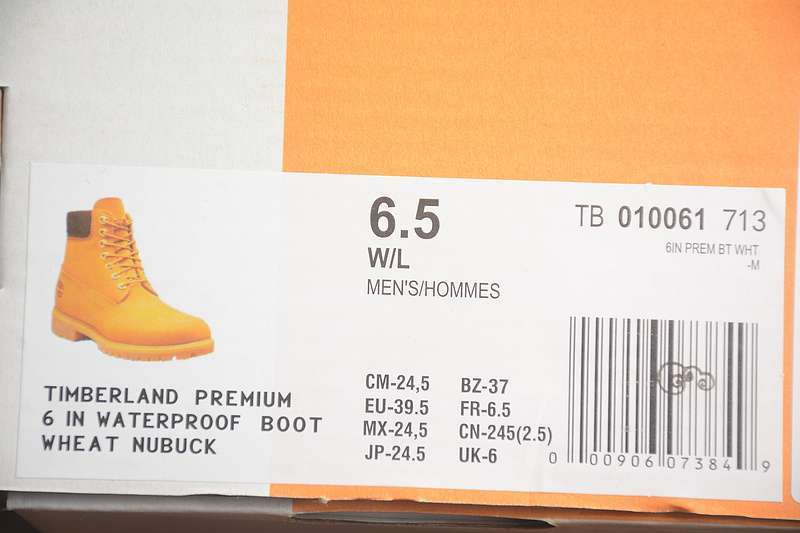 6.5
W/L
MEN'S/HOMMES
TB 010061 713
6IN PREM BT WHT
-M
TIMBERLAND PREMIUM
6 IN WATERPROOF BOOT
WHEAT NUBUCK
CM-24,5 BZ-37
EU-39.5 FR-6.5
MX-24,5 CN-245(2.5)
JP-24.5 UK-6
0 00906 07384 9